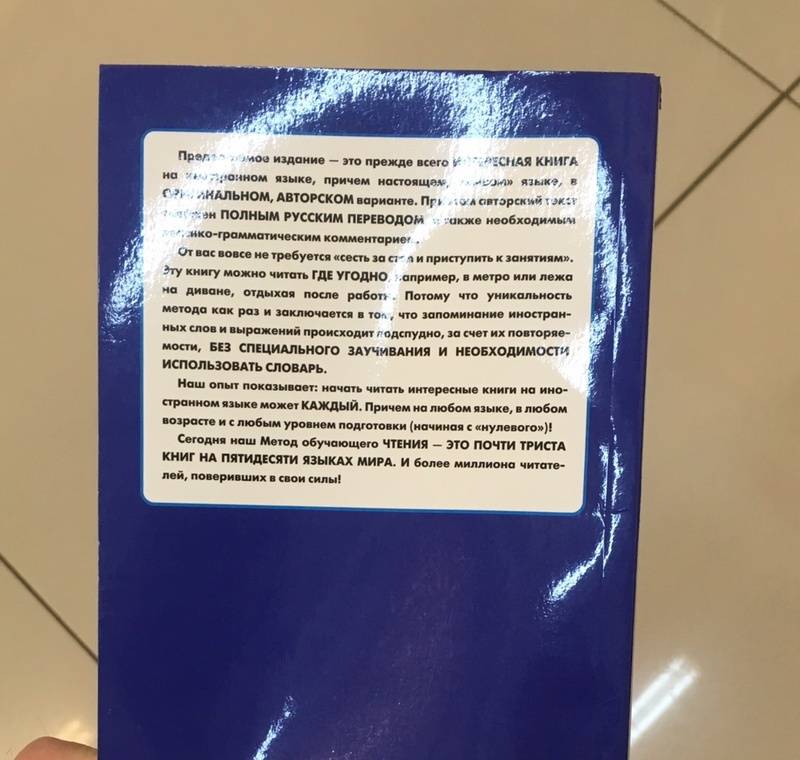 издание — это прежде всего ИНТЕРЕСНАЯ КНИГА
на иностранном языке, причем настоящем, языке, в
ОРИГИНАЛЬНОМ, АВТОРСКОМ варианте. При этом авторский текст
ПОЛНЫМ РУССКИМ ПЕРЕВОДОМ, а также необходимым
комментарием.
От вас вовсе не требуется «сесть за стол и приступить к занятиям».
Эту книгу можно читать ГДЕ УГОДНО, например, в метро или лежа
на диване, отдыхая после работы. Потому что уникальность
метода как раз и заключается в том, что запоминание иностран-
ных слов и выражений происходит подспудно, за счет их повторяе-
мости, БЕЗ СПЕЦИАЛЬНОГО ЗАУЧИВАНИЯ И НЕОБХОДИМОСТИ
ИСПОЛЬЗОВАТЬ СЛОВАРЬ.
Наш опыт показывает: начать читать интересные книги на ино-
странном языке может КАЖДЫЙ. Причем на любом языке, в любом
возрасте и с любым уровнем подготовки (начиная с «нулевого»)!
Сегодня наш Метод обучающего ЧТЕНИЯ — ЭТО ПОЧТИ ТРИСТА
КНИГ НА ПЯТИДЕСЯТИ ЯЗЫКАХ МИРА. И более миллиона читате-
лей, поверивших в свои силы!